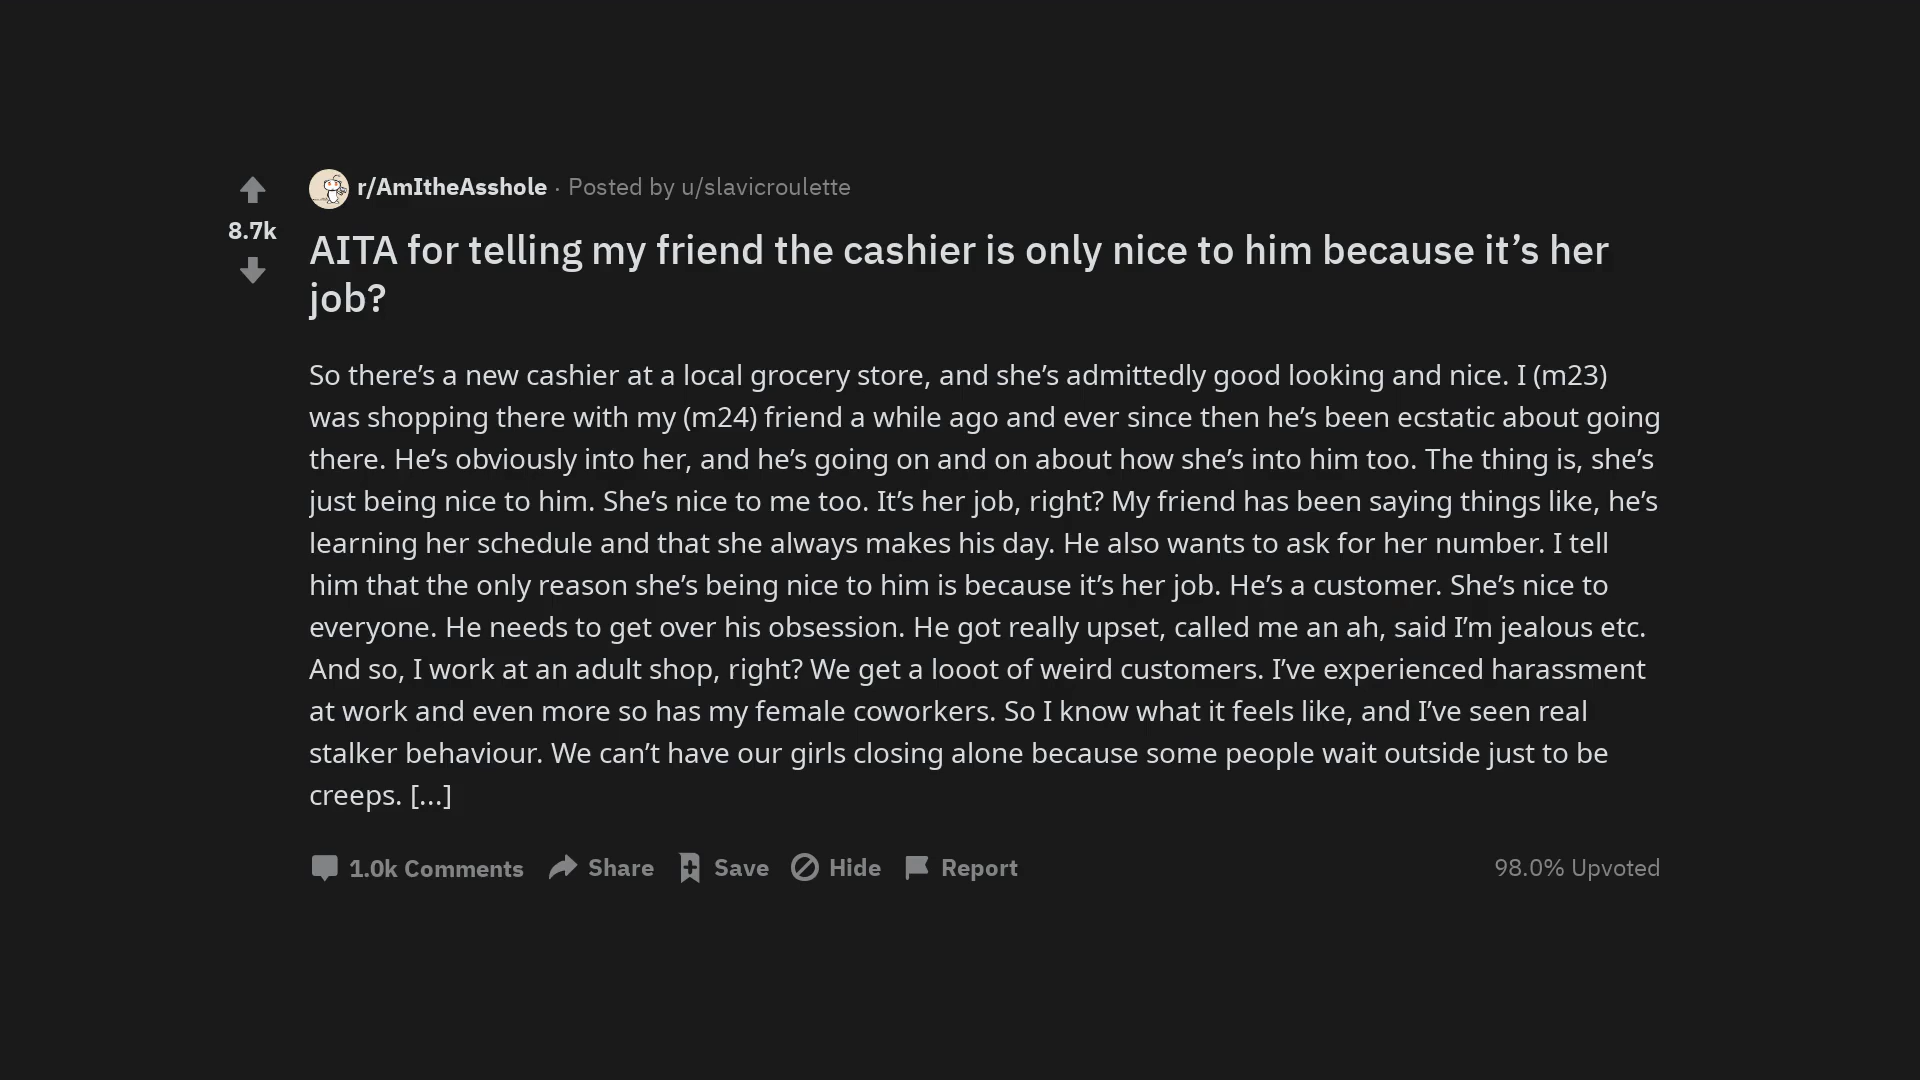 r/AmItheAsshole · Posted by u/slavicroulette
8.7k
AITA for telling my friend the cashier is only nice to him because it’s her
job?
So there’s a new cashier at a local grocery store, and she’s admittedly good looking and nice. I (m23)
was shopping there with my (m24) friend a while ago and ever since then he’s been ecstatic about going
there. He’s obviously into her, and he’s going on and on about how she’s into him too. The thing is, she’s
just being nice to him. She’s nice to me too. It’s her job, right? My friend has been saying things like, he’s
learning her schedule and that she always makes his day. He also wants to ask for her number. I tell
him that the only reason she’s being nice to him is because it’s her job. He’s a customer. She’s nice to
everyone. He needs to get over his obsession. He got really upset, called me an ah, said I’m jealous etc.
And so, I work at an adult shop, right? We get a looot of weird customers. I’ve experienced harassment
at work and even more so has my female coworkers. So I know what it feels like, and I’ve seen real
stalker behaviour. We can’t have our girls closing alone because some people wait outside just to be
creeps. [...]
1.0k Comments Share Save Hide Report 98.0% Upvoted